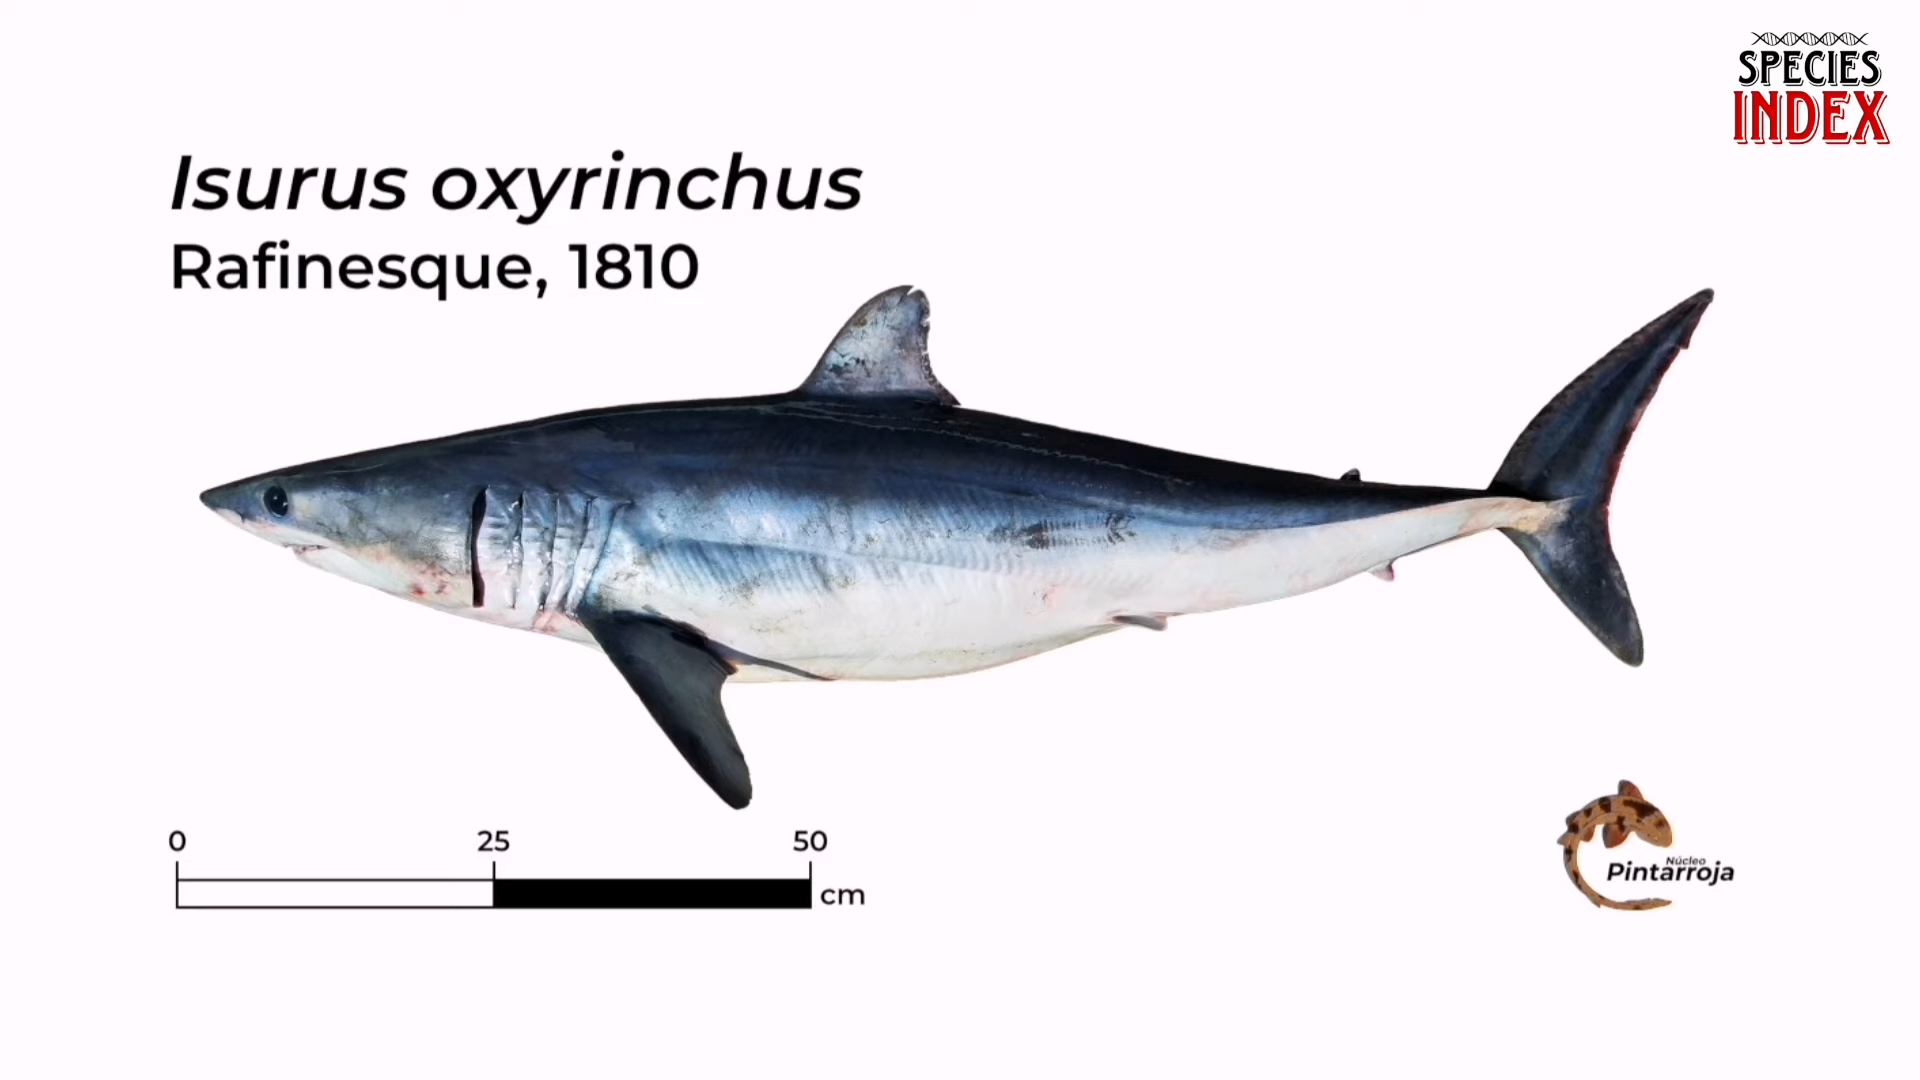 SPECIES
INDEX
Isurus oxyrinchus
Rafinesque, 1810
0 25 50
cm
Núcleo
Pintarroja